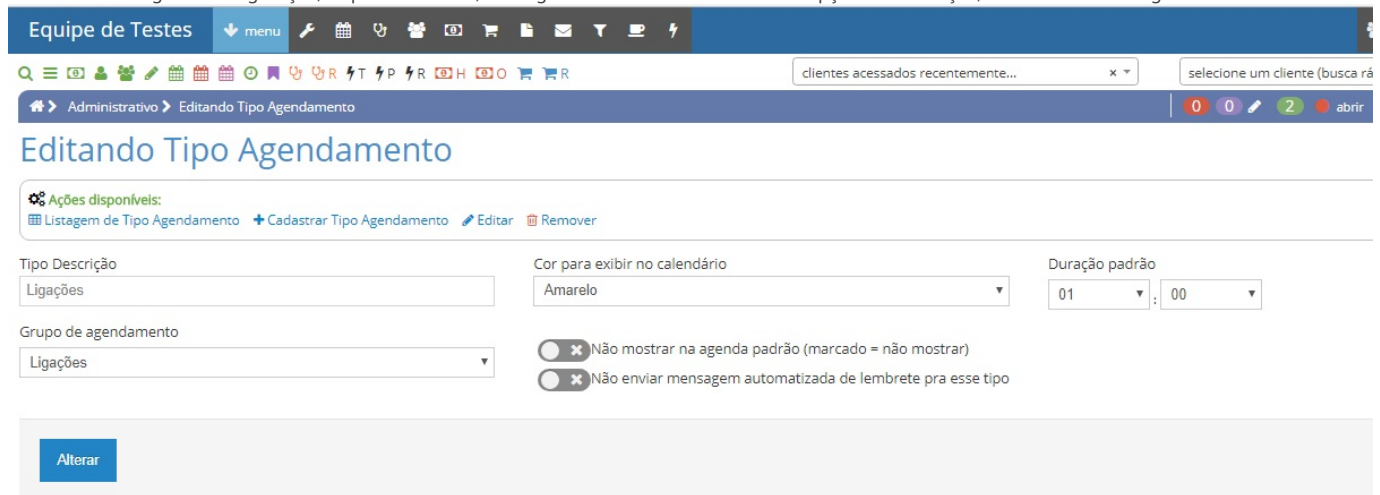 Equipe de Testes menu
R T P R H O R clientes acessados recentemente... × selecione um cliente (busca rá
Administrativo Editando Tipo Agendamento 0 0 2 abrir
Editando Tipo Agendamento
Ações disponíveis:
Listagem de Tipo Agendamento Cadastrar Tipo Agendamento Editar Remover
Tipo Descrição Cor para exibir no calendário Duração padrão
Ligações Amarelo 01 : 00
Grupo de agendamento
Ligações
Não mostrar na agenda padrão (marcado = não mostrar)
Não enviar mensagem automatizada de lembrete pra esse tipo
Alterar